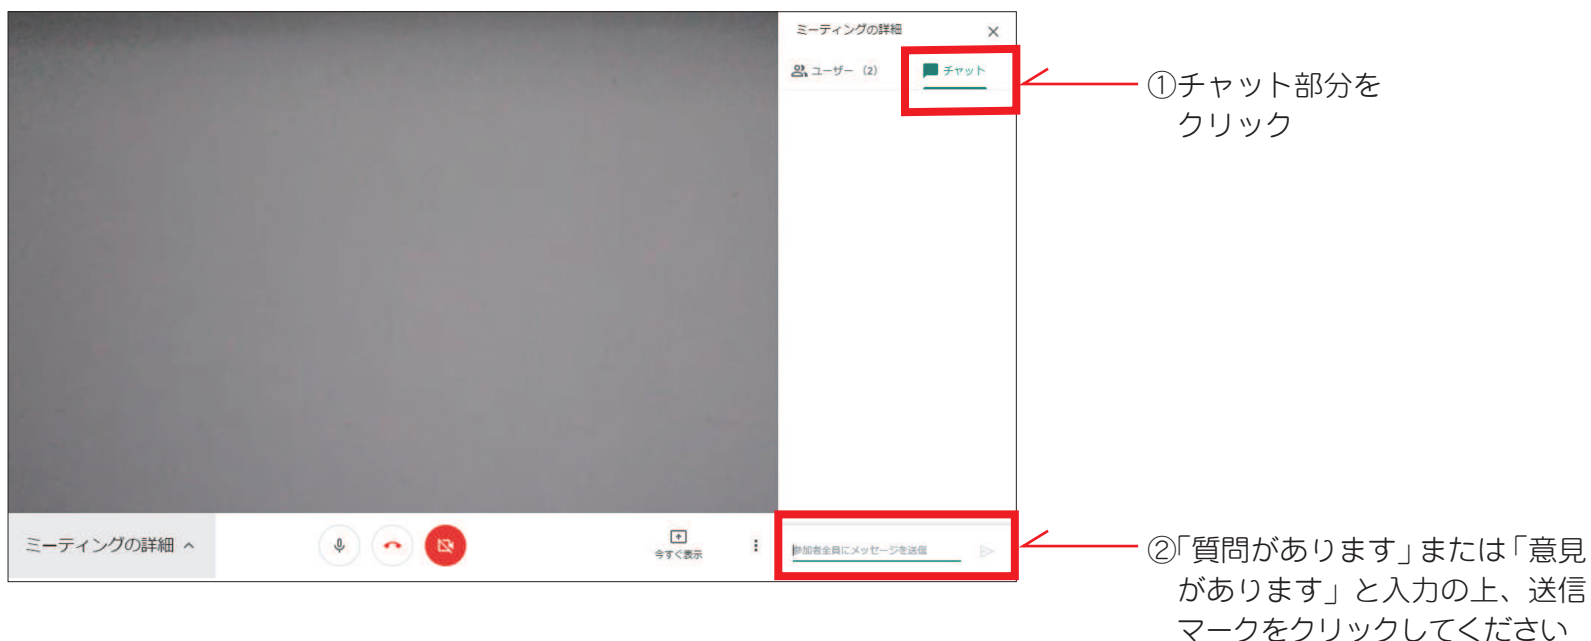 ミーティングの詳細
ユーザー (2)
チャット
①チャット部分を
クリック
ミーティングの詳細
今すぐ表示
参加者全員にメッセージを送信
②「質問があります」または「意見
があります」と入力の上、送信
マークをクリックしてください